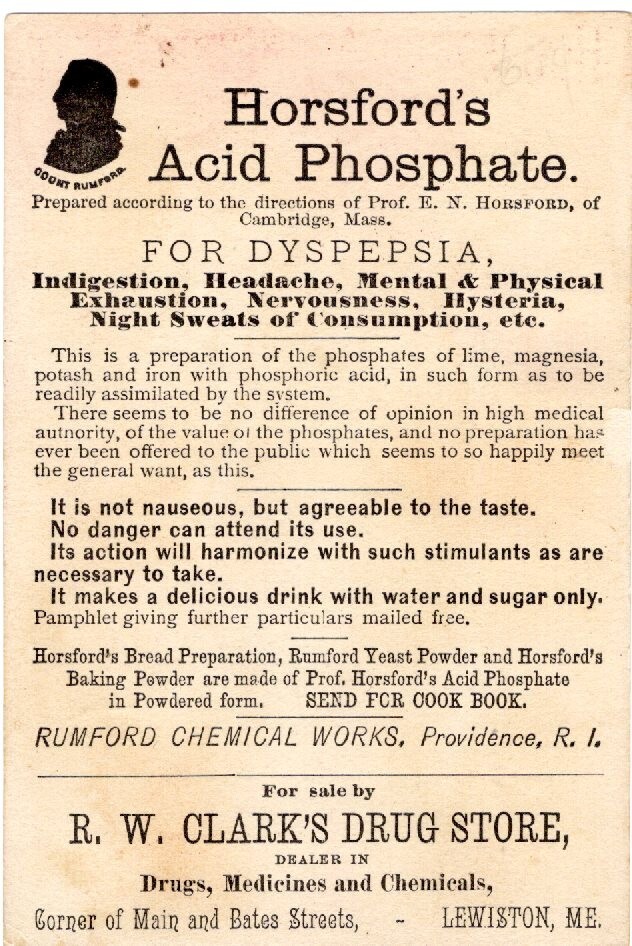 Horsford's
Acid Phosphate.
COUNT RUMFORD.
Prepared according to the directions of Prof. E. N. HORSFORD, of
Cambridge, Mass.
FOR DYSPEPSIA,
Indigestion, Headache, Mental & Physical
Exhaustion, Nervousness, Hysteria,
Night Sweats of Consumption, etc.
This is a preparation of the phosphates of lime, magnesia,
potash and iron with phosphoric acid, in such form as to be
readily assimilated by the system.
There seems to be no difference of opinion in high medical
autnority, of the value of the phosphates, and no preparation has
ever been offered to the public which seems to so happily meet
the general want, as this.
It is not nauseous, but agreeable to the taste.
No danger can attend its use.
Its action will harmonize with such stimulants as are
necessary to take.
It makes a delicious drink with water and sugar only.
Pamphlet giving further particulars mailed free.
Horsford's Bread Preparation, Rumford Yeast Powder and Horsford's
Baking Powder are made of Prof. Horsford's Acid Phosphate
in Powdered form. SEND FOR COOK BOOK.
RUMFORD CHEMICAL WORKS, Providence, R. I.
For sale by
R. W. CLARK'S DRUG STORE,
DEALER IN
Drugs, Medicines and Chemicals,
Corner of Main and Bates Streets, - LEWISTON, ME.